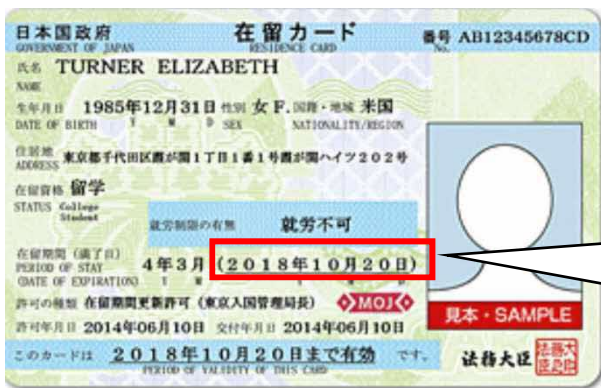 日本国政府 在留カード 番号 AB12345678CD
GOVERNMENT OF JAPAN RESIDENCE CARD No.
氏名 TURNER ELIZABETH
NAME
生年月日 1985年12月31日 性別 女 F. 国籍・地域 米国
DATE OF BIRTH Y M D SEX NATIONALITY/REGION
住居地 東京都千代田区霞が関1丁目1番1号霞が関ハイツ202号
ADDRESS
在留資格 留学
STATUS College
Student
就労制限の有無 就労不可
在留期間（満了日） 4年3月（2018年10月20日）
PERIOD OF STAY
(DATE OF EXPIRATION) Y M Y M D
許可の種類 在留期間更新許可（東京入国管理局長） MOJ
見本・SAMPLE
許可年月日 2014年06月10日 交付年月日 2014年06月10日
このカードは 2018年10月20日まで有効 です。
PERIOD OF VALIDITY OF THIS CARD
法務大臣